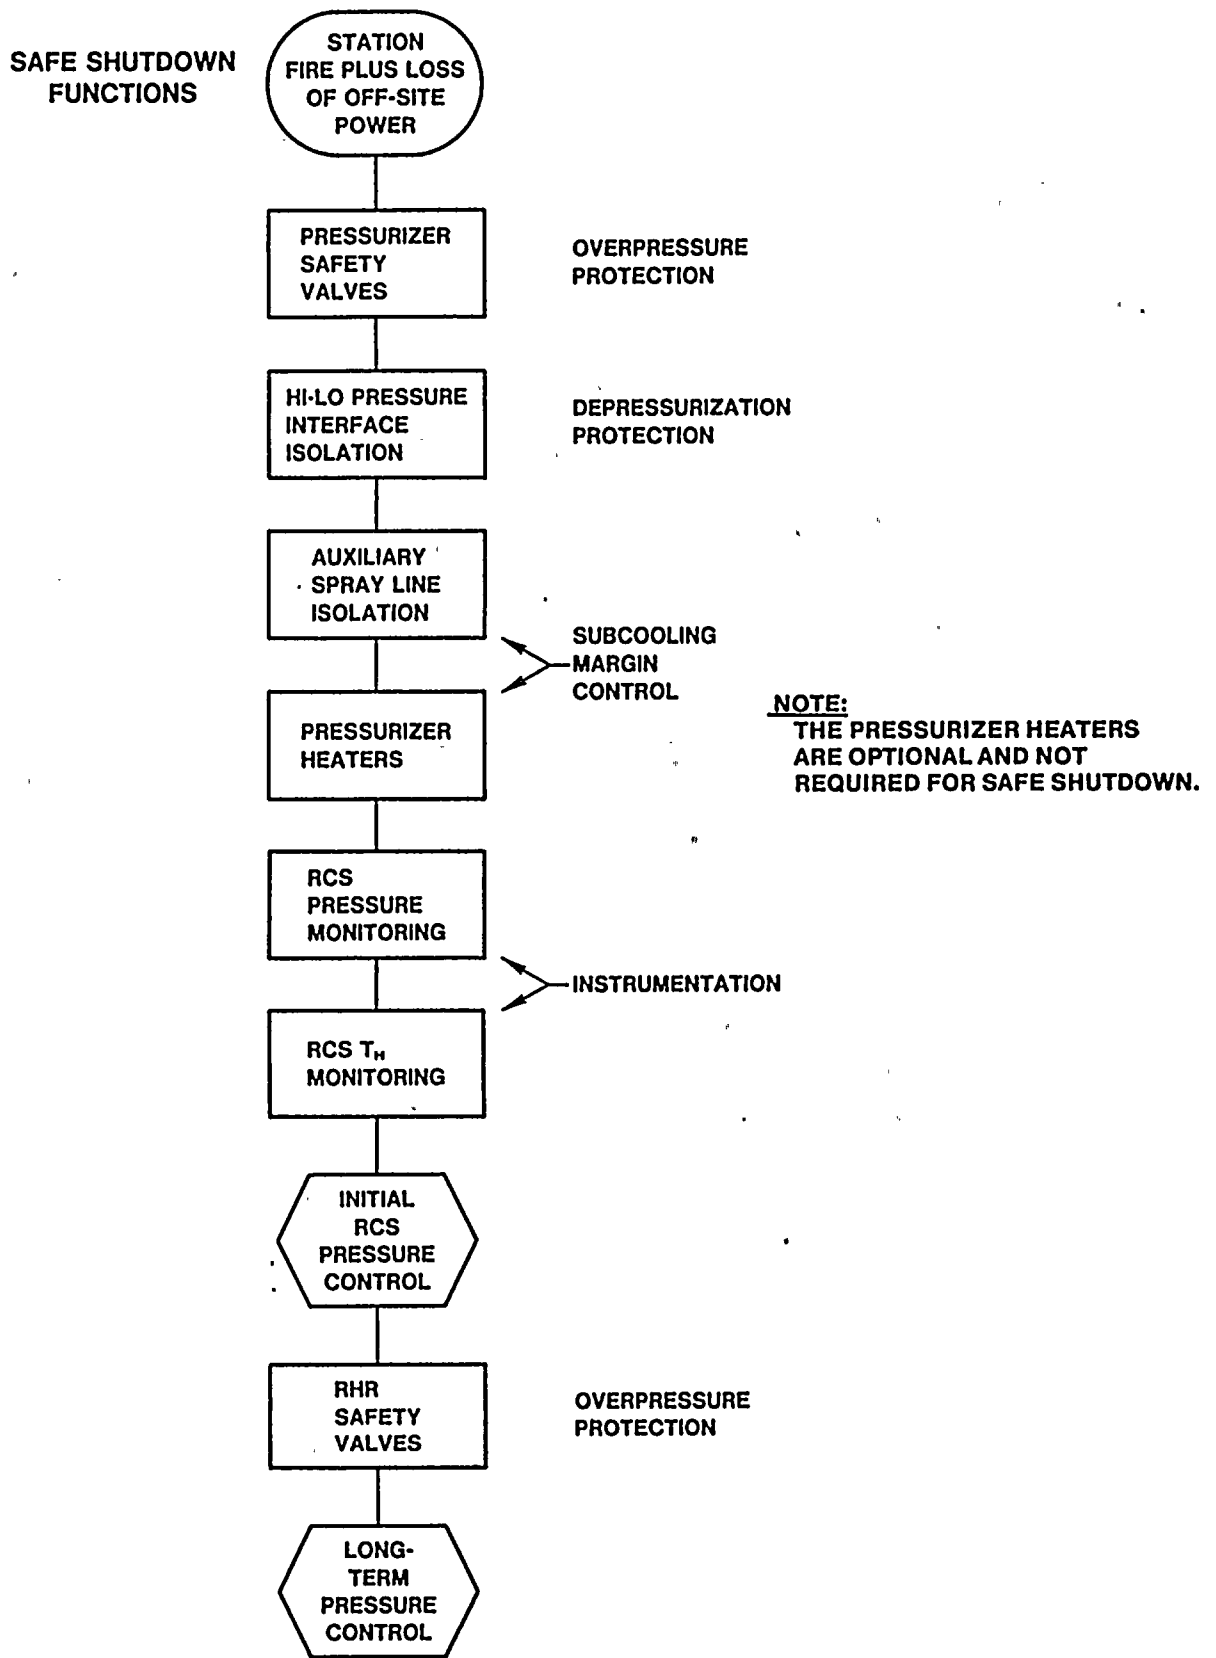 SAFE SHUTDOWN
FUNCTIONS
STATION
FIRE PLUS LOSS
OF OFF-SITE
POWER
PRESSURIZER
SAFETY
VALVES
OVERPRESSURE
PROTECTION
HI-LO PRESSURE
INTERFACE
ISOLATION
DEPRESSURIZATION
PROTECTION
AUXILIARY
SPRAY LINE
ISOLATION
SUBCOOLING
MARGIN
CONTROL
PRESSURIZER
HEATERS
NOTE:
THE PRESSURIZER HEATERS
ARE OPTIONAL AND NOT
REQUIRED FOR SAFE SHUTDOWN.
RCS
PRESSURE
MONITORING
INSTRUMENTATION
RCS T_H
MONITORING
INITIAL
RCS
PRESSURE
CONTROL
RHR
SAFETY
VALVES
OVERPRESSURE
PROTECTION
LONG-
TERM
PRESSURE
CONTROL